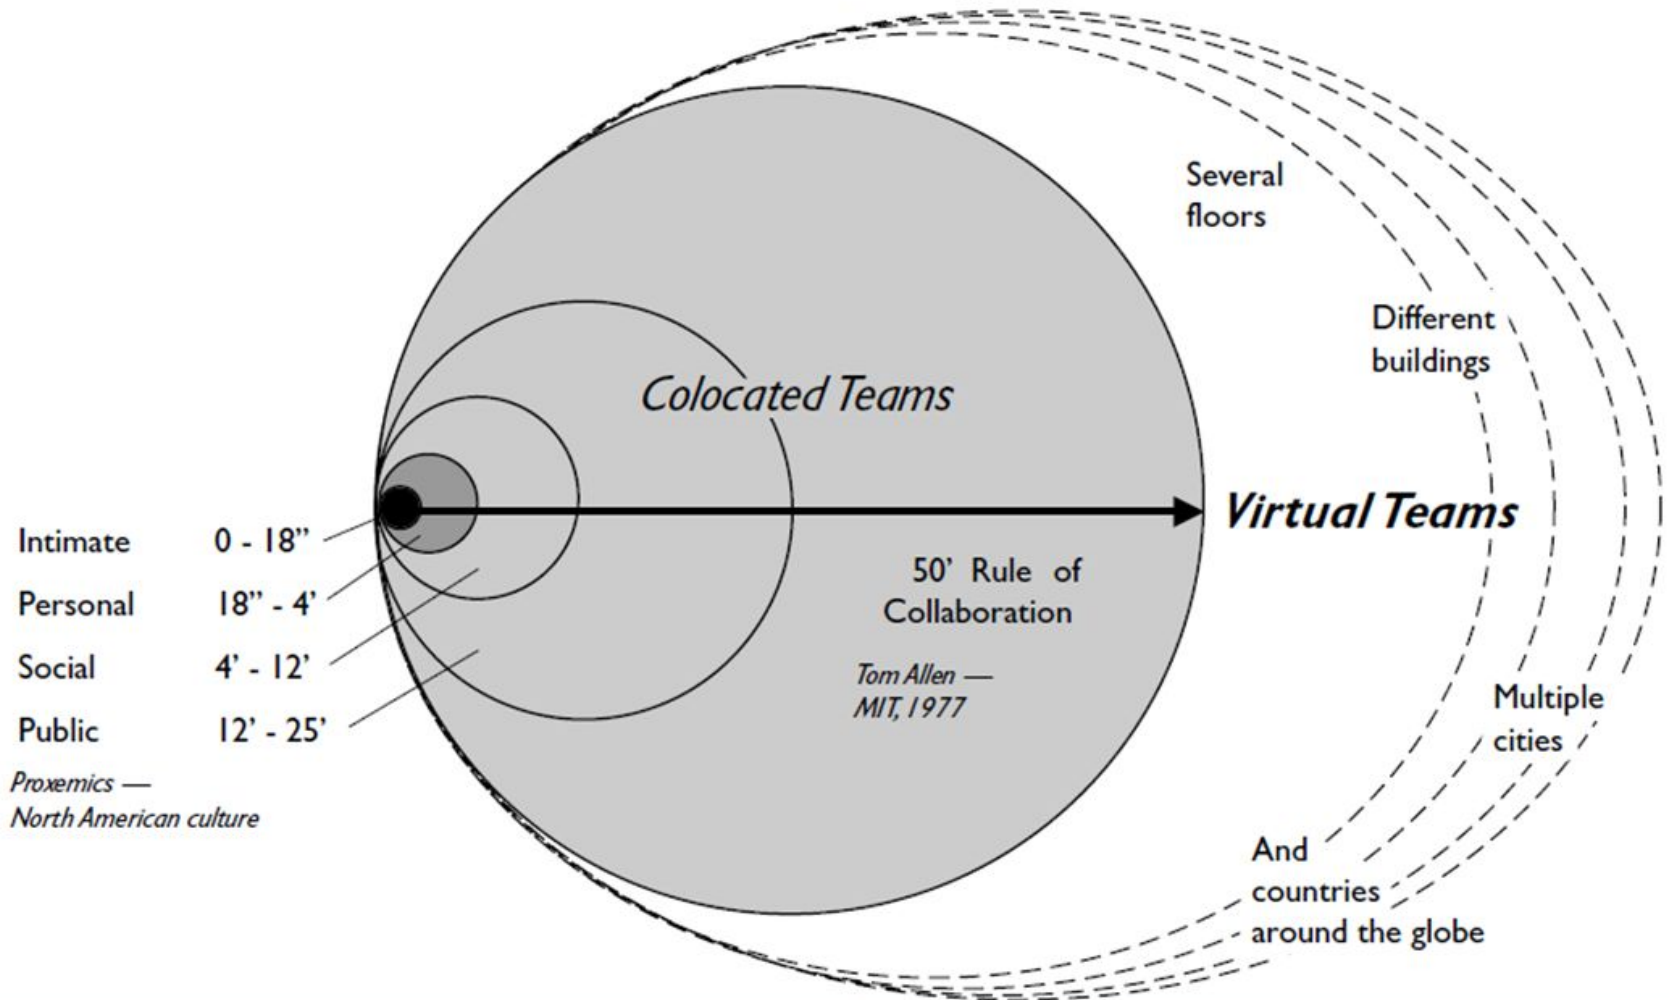 Several
floors
Different
buildings
Colocated Teams
Virtual Teams
Intimate 0 - 18”
Personal 18” - 4’
Social 4’ - 12’
Public 12’ - 25’
Proxemics —
North American culture
50’ Rule of
Collaboration
Tom Allen —
MIT, 1977
Multiple
cities
And
countries
around the globe